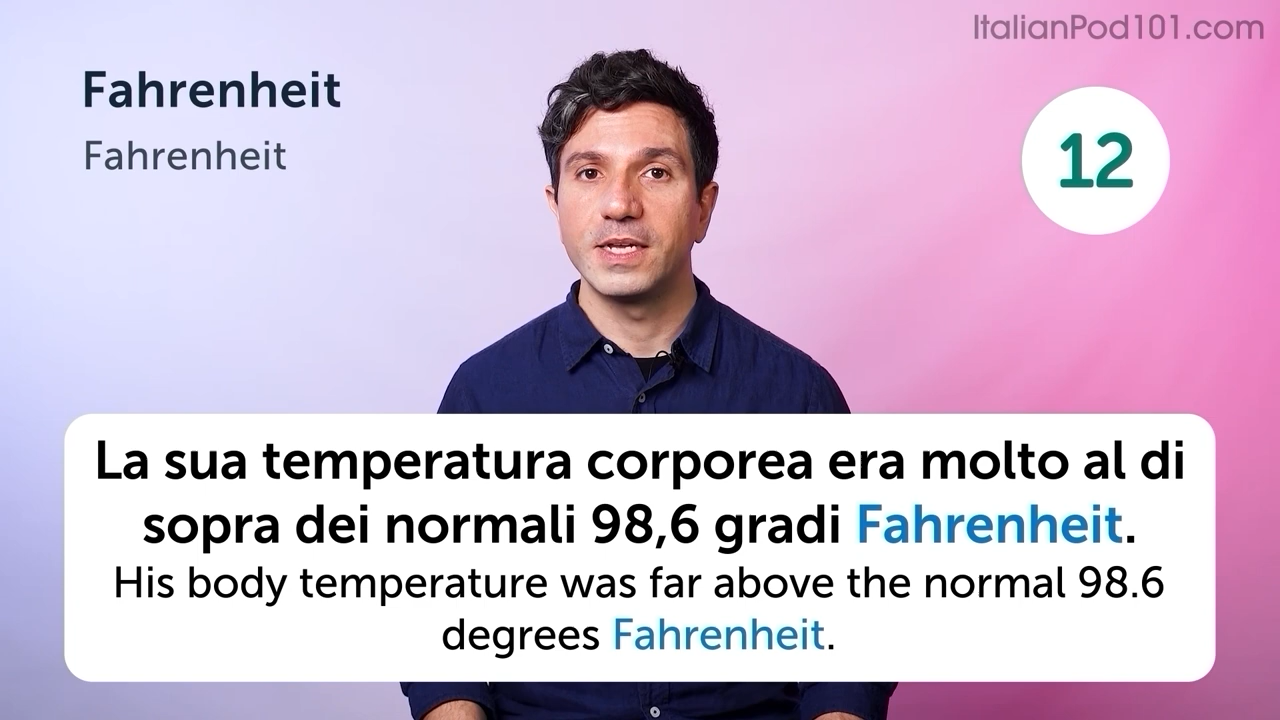 ItalianPod101.com
Fahrenheit
Fahrenheit
12
La sua temperatura corporea era molto al di
sopra dei normali 98,6 gradi Fahrenheit.
His body temperature was far above the normal 98.6
degrees Fahrenheit.